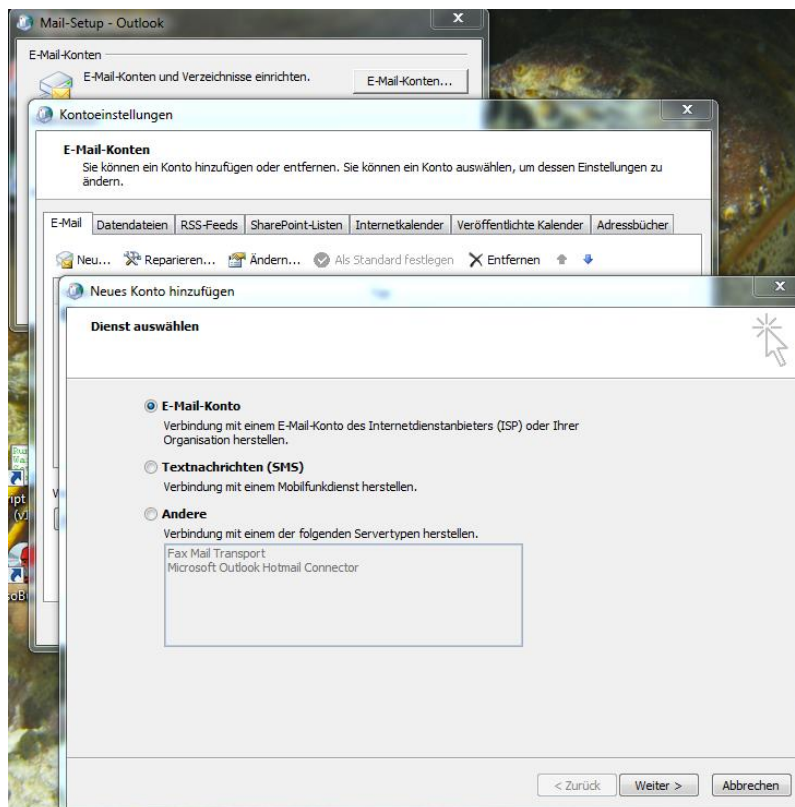 Mail-Setup - Outlook
E-Mail-Konten
E-Mail-Konten und Verzeichnisse einrichten.
E-Mail-Konten...
Kontoeinstellungen
E-Mail-Konten
Sie können ein Konto hinzufügen oder entfernen. Sie können ein Konto auswählen, um dessen Einstellungen zu
ändern.
E-Mail Datendateien RSS-Feeds SharePoint-Listen Internetkalender Veröffentlichte Kalender Adressbücher
Neu... Reparieren... Ändern... Als Standard festlegen Entfernen
Neues Konto hinzufügen
Dienst auswählen
E-Mail-Konto
Verbindung mit einem E-Mail-Konto des Internetdienstanbieters (ISP) oder Ihrer
Organisation herstellen.
Textnachrichten (SMS)
Verbindung mit einem Mobilfunkdienst herstellen.
Andere
Verbindung mit einem der folgenden Servertypen herstellen.
Fax Mail Transport
Microsoft Outlook Hotmail Connector
< Zurück Weiter > Abbrechen